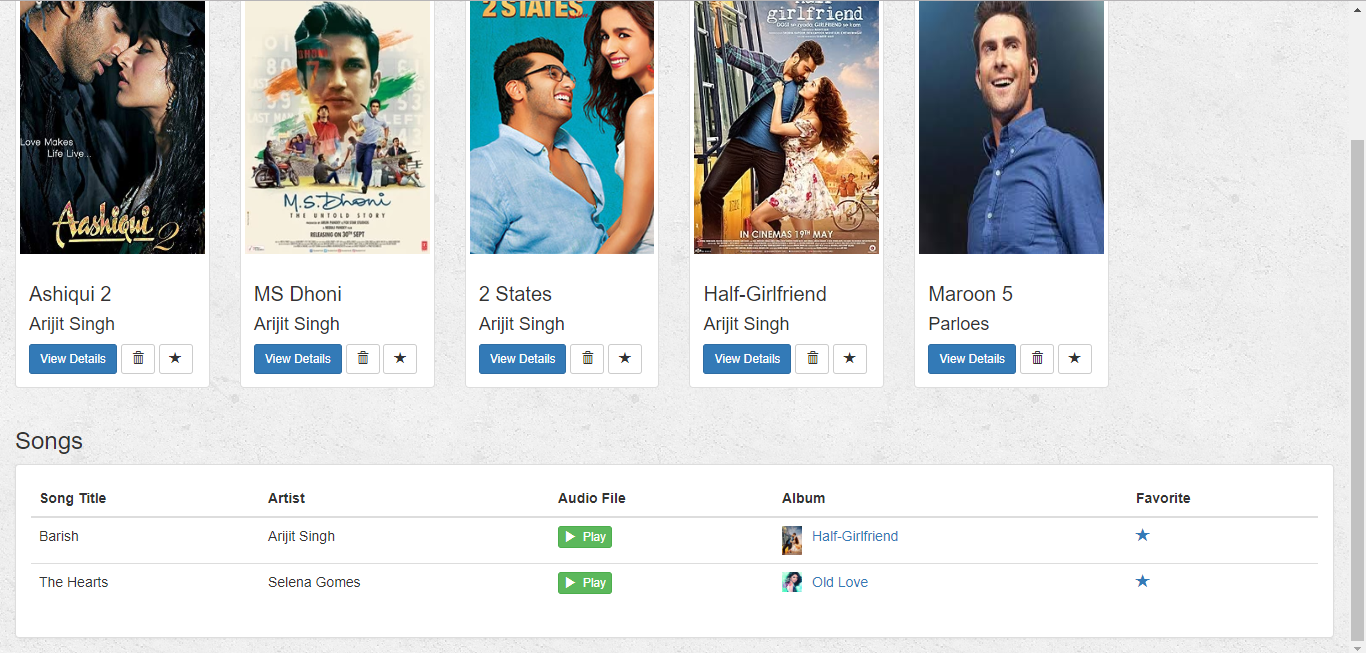 2 STATES
girlfriend
Love Makes
Life Live...
Aashiqui 2
M.S.Dhoni
THE UNTOLD STORY
RELEASING ON 30TH SEPT
IN CINEMAS 19TH MAY
Ashiqui 2
Arijit Singh
View Details
MS Dhoni
Arijit Singh
View Details
2 States
Arijit Singh
View Details
Half-Girlfriend
Arijit Singh
View Details
Maroon 5
Parloes
View Details
Songs
Song Title Artist Audio File Album Favorite
Barish Arijit Singh Play Half-Girlfriend
The Hearts Selena Gomes Play Old Love